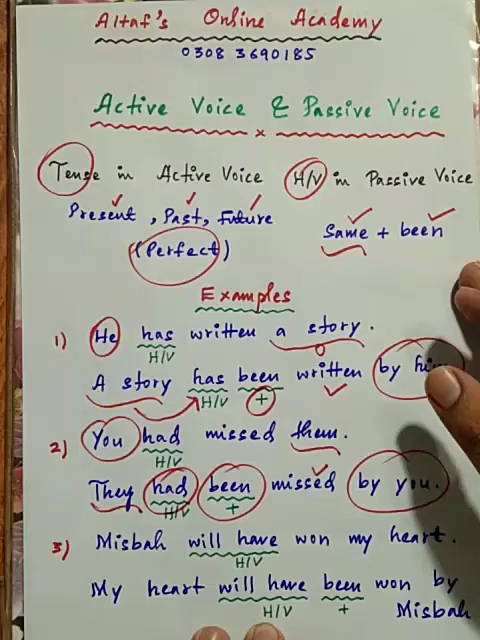 Altaf's Online Academy
0308 3690185
Active Voice & Passive Voice
x
Tense in Active Voice H/V in Passive Voice
Present, Past, Future Same + been
(Perfect)
Examples
1) He has written a story.
H/V O
A story has been written by him
H/V +
2) You had missed them.
H/V
They had been missed by you.
H/V +
3) Misbah will have won my heart.
H/V
My heart will have been won by
H/V + Misbah